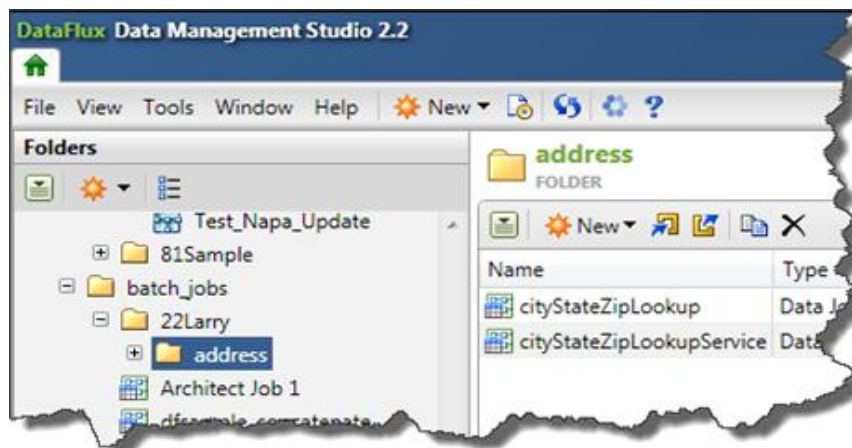 DataFlux Data Management Studio 2.2
File View Tools Window Help New
Folders
address
FOLDER
Test_Napa_Update
New
81Sample
Name Type
batch_jobs
cityStateZipLookup Data
22Larry
cityStateZipLookupService Data
address
Architect Job 1